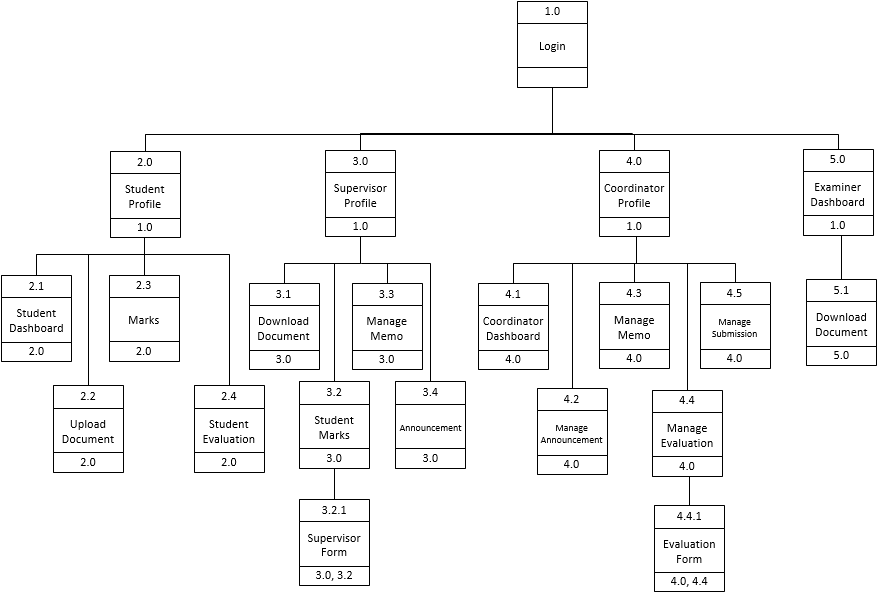 1.0
Login
2.0
Student
Profile
1.0
3.0
Supervisor
Profile
1.0
4.0
Coordinator
Profile
1.0
5.0
Examiner
Dashboard
1.0
2.1
Student
Dashboard
2.0
2.3
Marks
2.0
3.1
Download
Document
3.0
3.3
Manage
Memo
3.0
4.1
Coordinator
Dashboard
4.0
4.3
Manage
Memo
4.0
4.5
Manage
Submission
4.0
5.1
Download
Document
5.0
2.2
Upload
Document
2.0
2.4
Student
Evaluation
2.0
3.2
Student
Marks
3.0
3.4
Announcement
3.0
4.2
Manage
Announcement
4.0
4.4
Manage
Evaluation
4.0
3.2.1
Supervisor
Form
3.0, 3.2
4.4.1
Evaluation
Form
4.0, 4.4